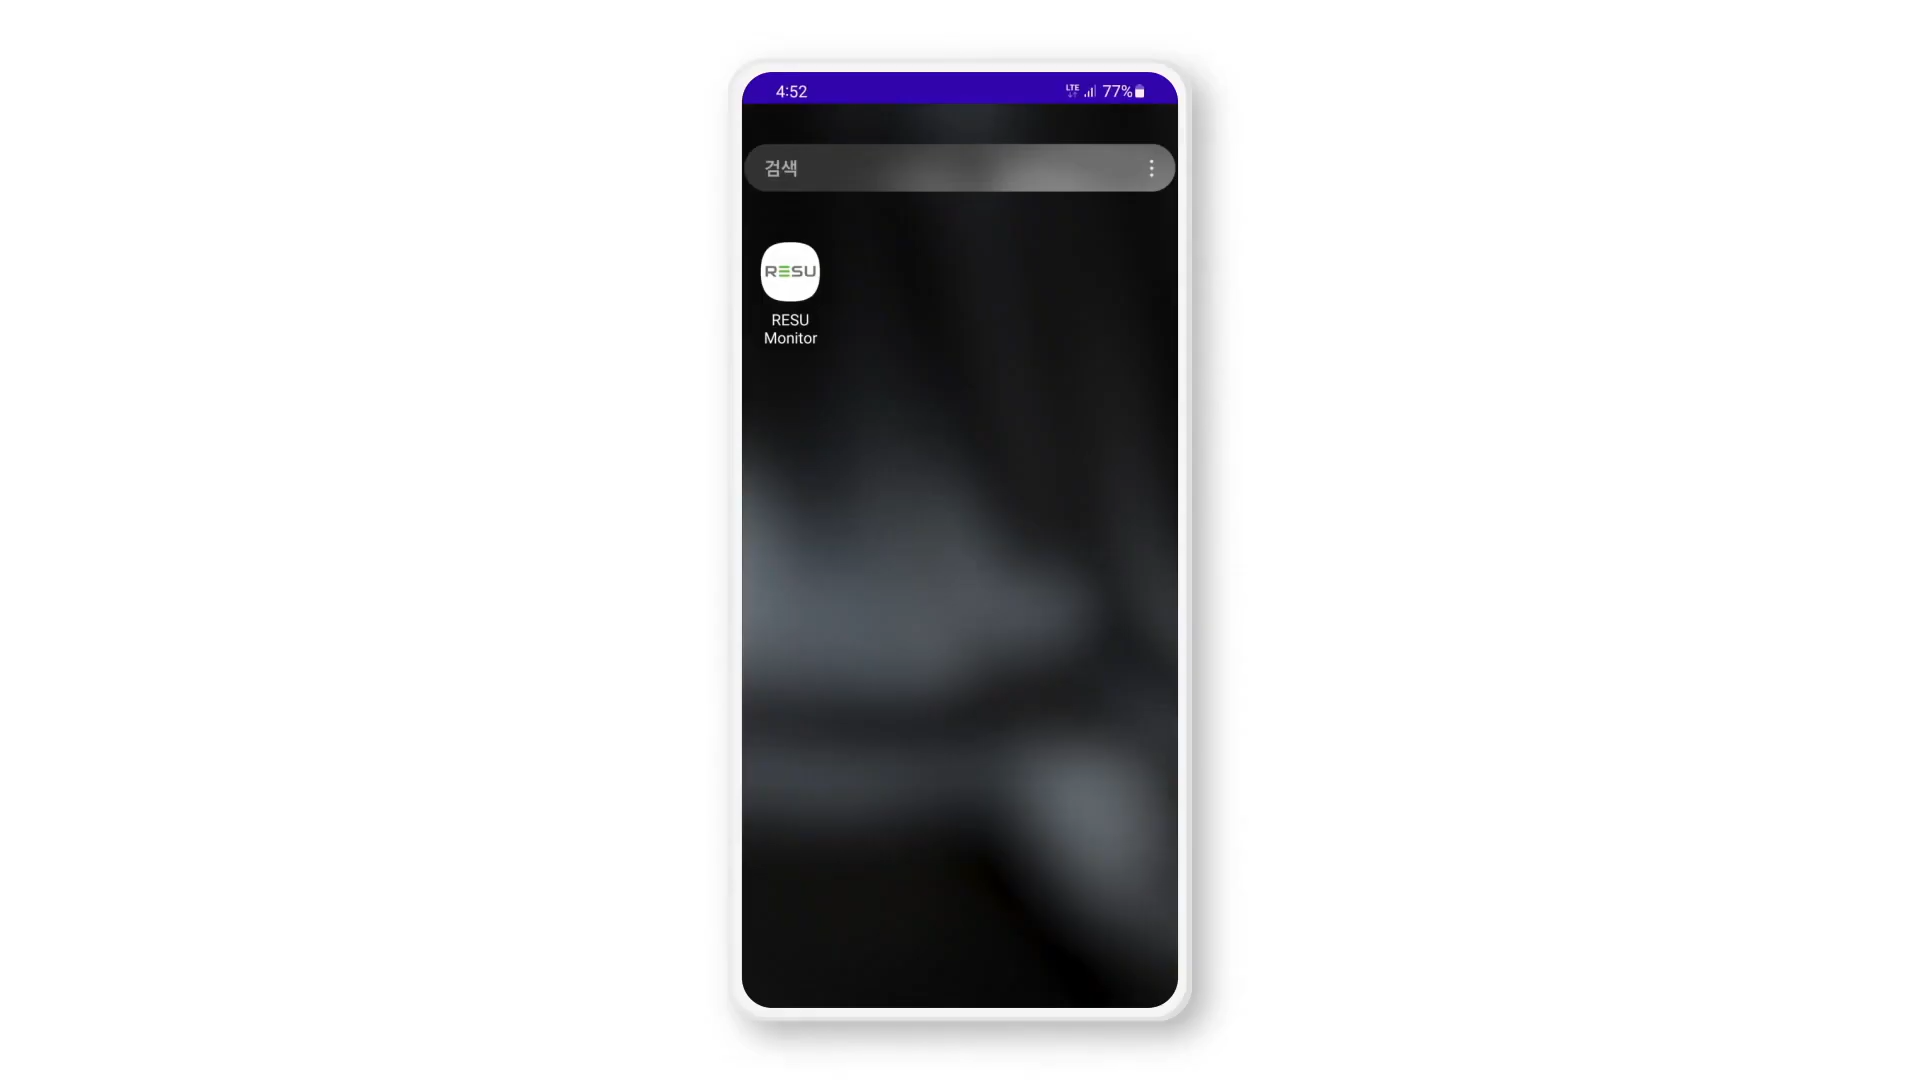 4:52
LTE 77%
검색
RESU
RESU
Monitor